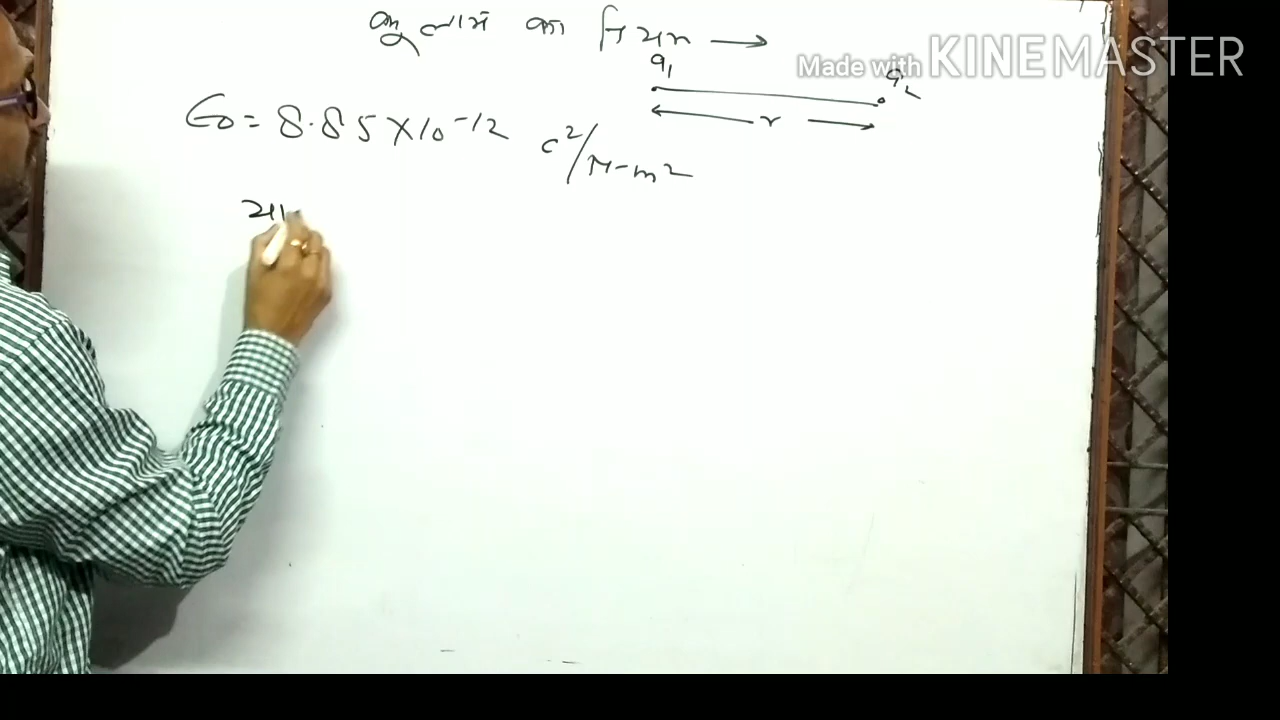 कूलाम का नियम →
Made with KINEMASTER
q₁ q₂
r
ϵ₀ = 8.85 × 10⁻¹² C²/N-m²